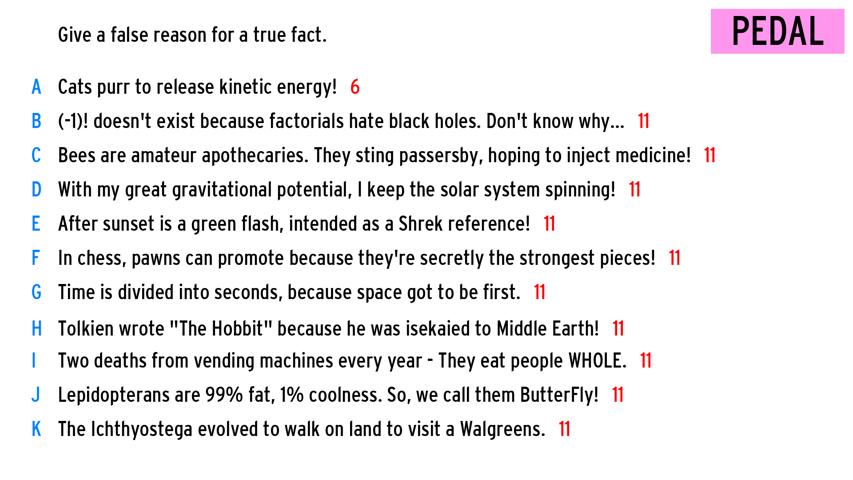 Give a false reason for a true fact.
PEDAL
A Cats purr to release kinetic energy! 6
B (-1)! doesn't exist because factorials hate black holes. Don't know why... 11
C Bees are amateur apothecaries. They sting passersby, hoping to inject medicine! 11
D With my great gravitational potential, I keep the solar system spinning! 11
E After sunset is a green flash, intended as a Shrek reference! 11
F In chess, pawns can promote because they're secretly the strongest pieces! 11
G Time is divided into seconds, because space got to be first. 11
H Tolkien wrote "The Hobbit" because he was isekaied to Middle Earth! 11
I Two deaths from vending machines every year - They eat people WHOLE. 11
J Lepidopterans are 99% fat, 1% coolness. So, we call them ButterFly! 11
K The Ichthyostega evolved to walk on land to visit a Walgreens. 11